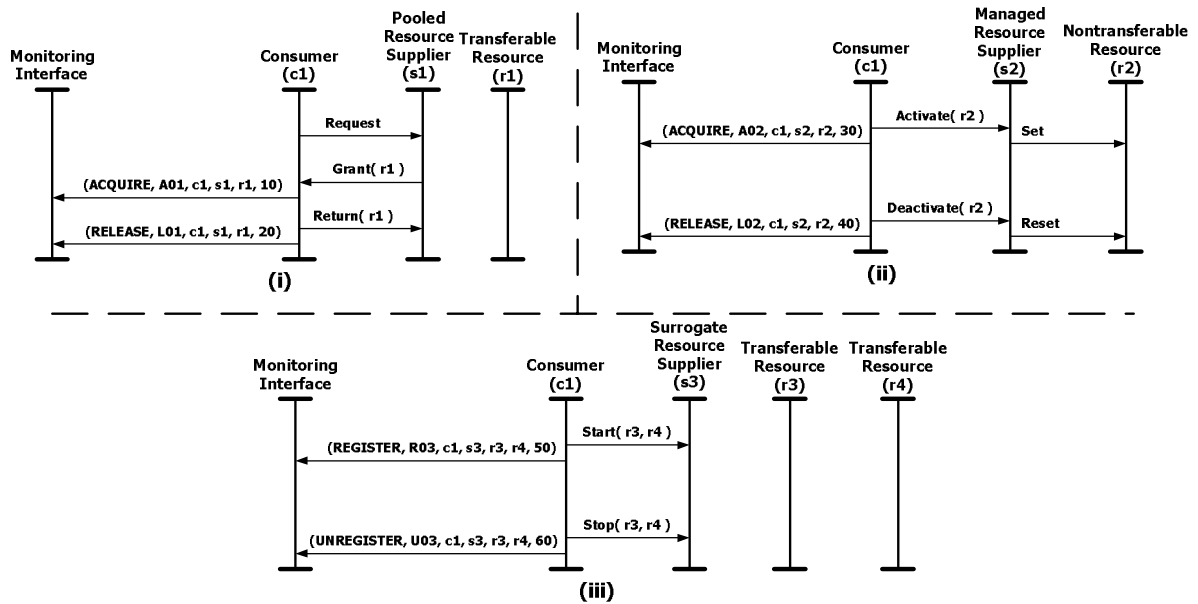 Monitoring
Interface
Consumer
(c1)
Pooled
Resource
Supplier
(s1)
Transferable
Resource
(r1)
Request
Grant( r1 )
(ACQUIRE, A01, c1, s1, r1, 10)
Return( r1 )
(RELEASE, L01, c1, s1, r1, 20)
(i)
Monitoring
Interface
Consumer
(c1)
Managed
Resource
Supplier
(s2)
Nontransferable
Resource
(r2)
Activate( r2 )
(ACQUIRE, A02, c1, s2, r2, 30)
Set
Deactivate( r2 )
(RELEASE, L02, c1, s2, r2, 40)
Reset
(ii)
Monitoring
Interface
Consumer
(c1)
Surrogate
Resource
Supplier
(s3)
Transferable
Resource
(r3)
Transferable
Resource
(r4)
Start( r3, r4 )
(REGISTER, R03, c1, s3, r3, r4, 50)
Stop( r3, r4 )
(UNREGISTER, U03, c1, s3, r3, r4, 60)
(iii)